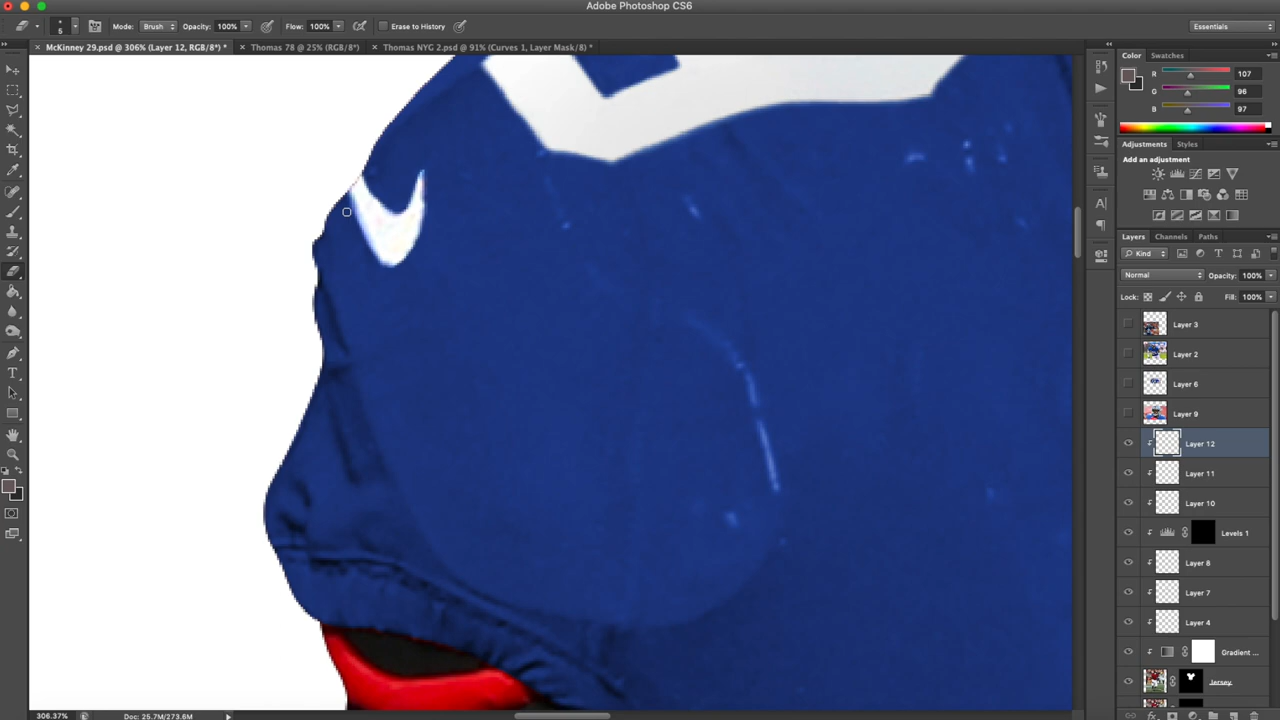 Adobe Photoshop CS6
5
Mode: Brush
Opacity: 100%
Flow: 100%
Erase to History
Essentials
McKinney 29.psd @ 306% (Layer 12, RGB/8*) *
Thomas 78 @ 25% (RGB/8*)
Thomas NYG 2.psd @ 91% (Curves 1, Layer Mask/8) *
Color
Swatches
R 107
G 96
B 97
Adjustments
Styles
Add an adjustment
Layers
Channels
Paths
Kind
Normal
Opacity: 100%
Lock:
Fill: 100%
Layer 3
Layer 2
Layer 6
Layer 9
Layer 12
Layer 11
Layer 10
Levels 1
Layer 8
Layer 7
Layer 4
Gradient ...
Jersey
306.37%
Doc: 25.7M/273.6M